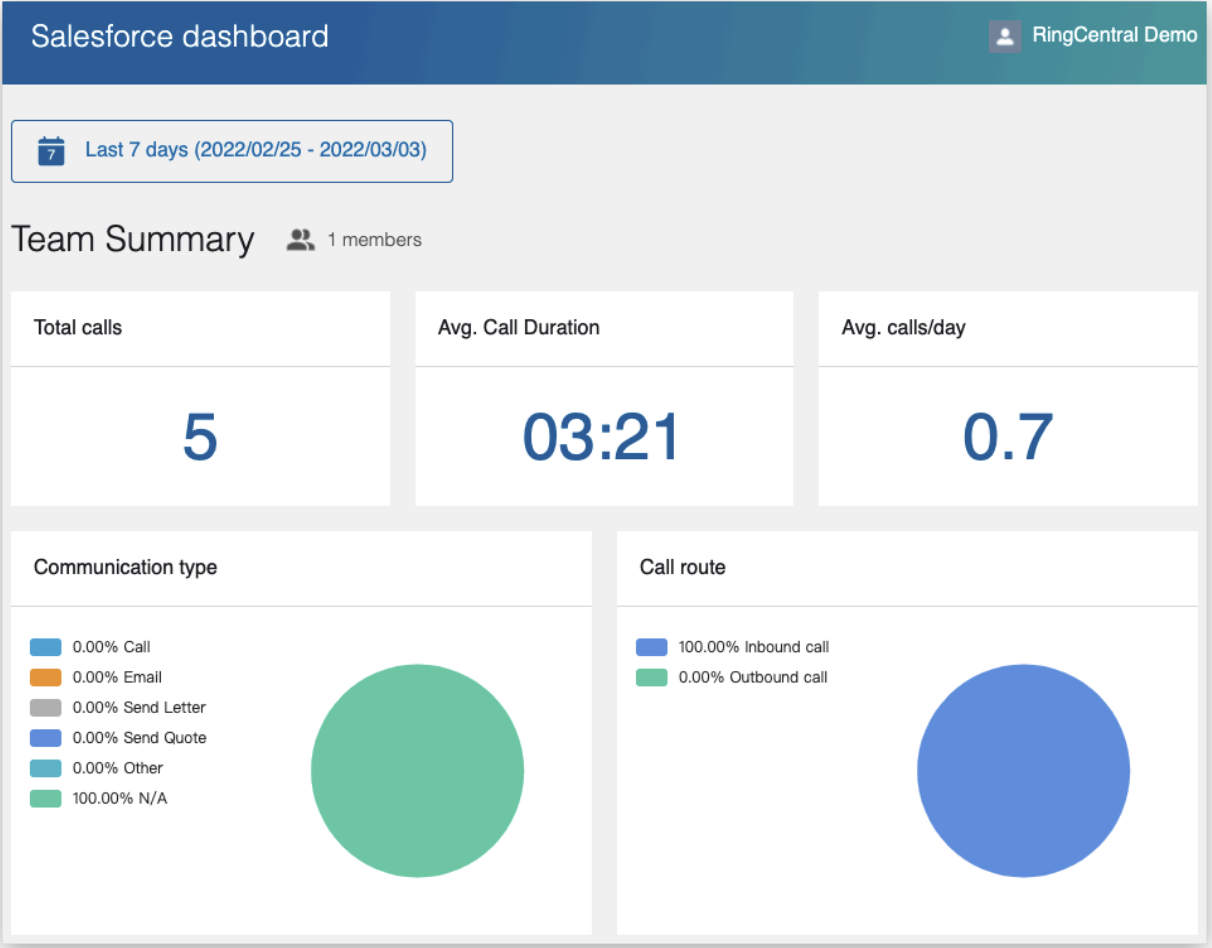 Salesforce dashboard
RingCentral Demo
7
Last 7 days (2022/02/25 - 2022/03/03)
Team Summary
1 members
Total calls
5
Avg. Call Duration
03:21
Avg. calls/day
0.7
Communication type
0.00% Call
0.00% Email
0.00% Send Letter
0.00% Send Quote
0.00% Other
100.00% N/A
Call route
100.00% Inbound call
0.00% Outbound call